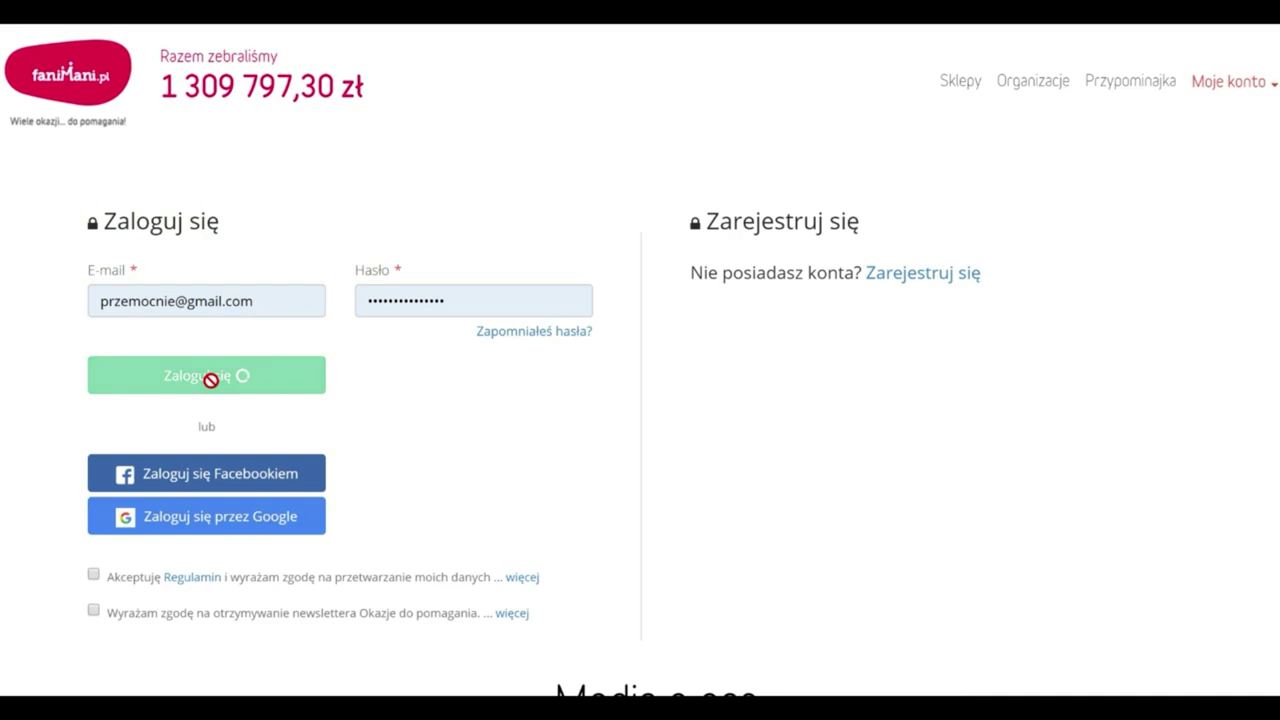 faniMani.pl
Wiele okazji... do pomagania!
Razem zebraliśmy
1 309 797,30 zł
Sklepy Organizacje Przypominajka Moje konto
Zaloguj się
E-mail *
Hasło *
przemocnie@gmail.com
•••••••••••••••
Zapomniałeś hasła?
Zaloguj się
lub
Zaloguj się Facebookiem
Zaloguj się przez Google
Akceptuję Regulamin i wyrażam zgodę na przetwarzanie moich danych ... więcej
Wyrażam zgodę na otrzymywanie newslettera Okazje do pomagania. ... więcej
Zarejestruj się
Nie posiadasz konta? Zarejestruj się